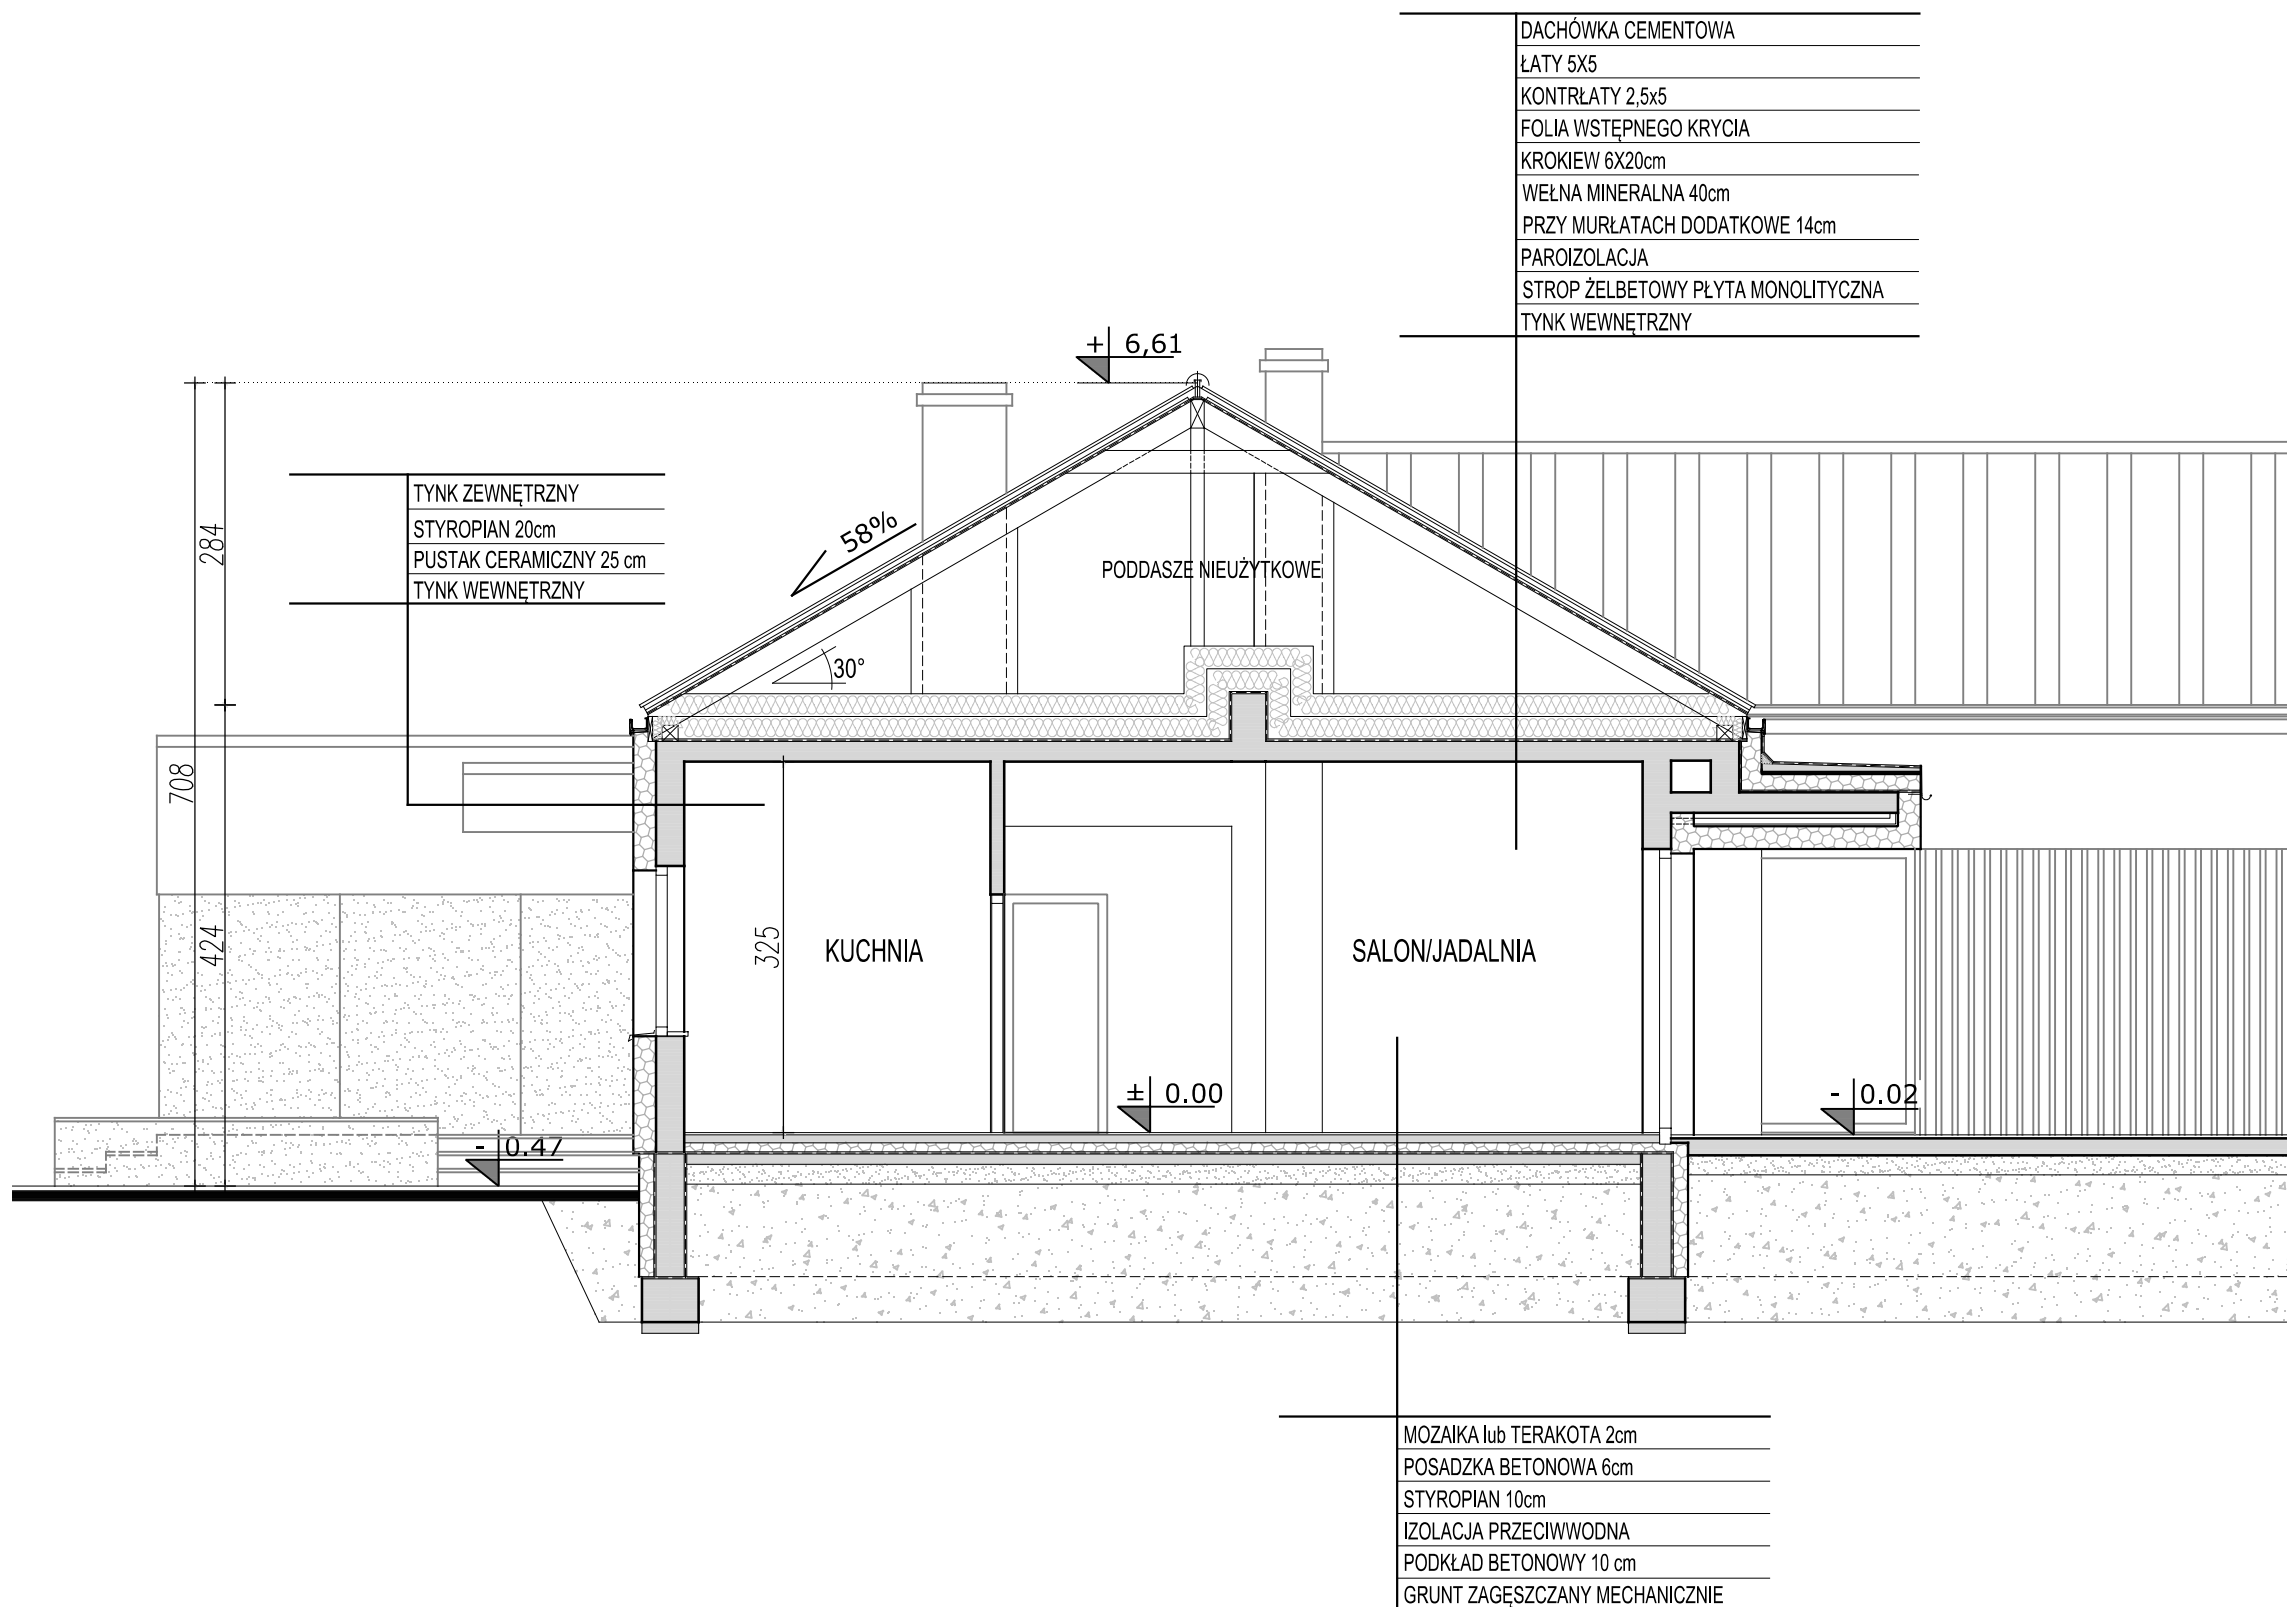 DACHÓWKA CEMENTOWA
ŁATY 5X5
KONTRŁATY 2,5x5
FOLIA WSTĘPNEGO KRYCIA
KROKIEW 6X20cm
WEŁNA MINERALNA 40cm
PRZY MURŁATACH DODATKOWE 14cm
PAROIZOLACJA
STROP ŻELBETOWY PŁYTA MONOLITYCZNA
TYNK WEWNĘTRZNY
+ 6,61
TYNK ZEWNĘTRZNY
STYROPIAN 20cm
PUSTAK CERAMICZNY 25 cm
TYNK WEWNĘTRZNY
284
58%
PODDASZE NIEUŻYTKOWE
30°
708
424
325
KUCHNIA
SALON/JADALNIA
± 0.00
- 0.02
- 0.47
MOZAIKA lub TERAKOTA 2cm
POSADZKA BETONOWA 6cm
STYROPIAN 10cm
IZOLACJA PRZECIWWODNA
PODKŁAD BETONOWY 10 cm
GRUNT ZAGĘSZCZANY MECHANICZNIE